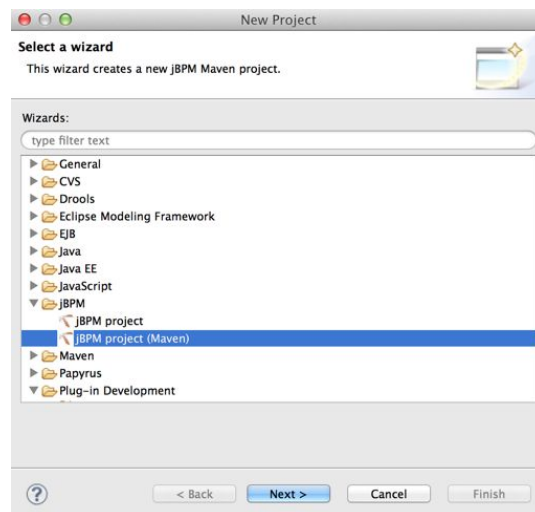 New Project
Select a wizard
This wizard creates a new jBPM Maven project.
Wizards:
type filter text
General
CVS
Drools
Eclipse Modeling Framework
EJB
Java
Java EE
JavaScript
jBPM
jBPM project
jBPM project (Maven)
Maven
Papyrus
Plug-in Development
?
< Back Next > Cancel Finish